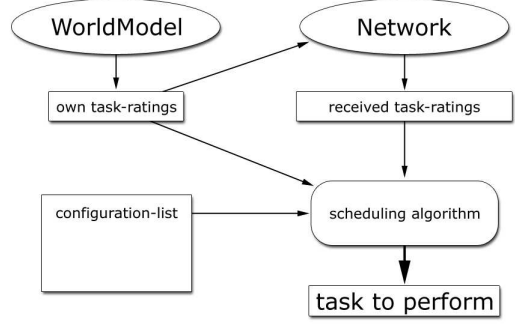 WorldModel
Network
own task-ratings
received task-ratings
configuration-list
scheduling algorithm
task to perform